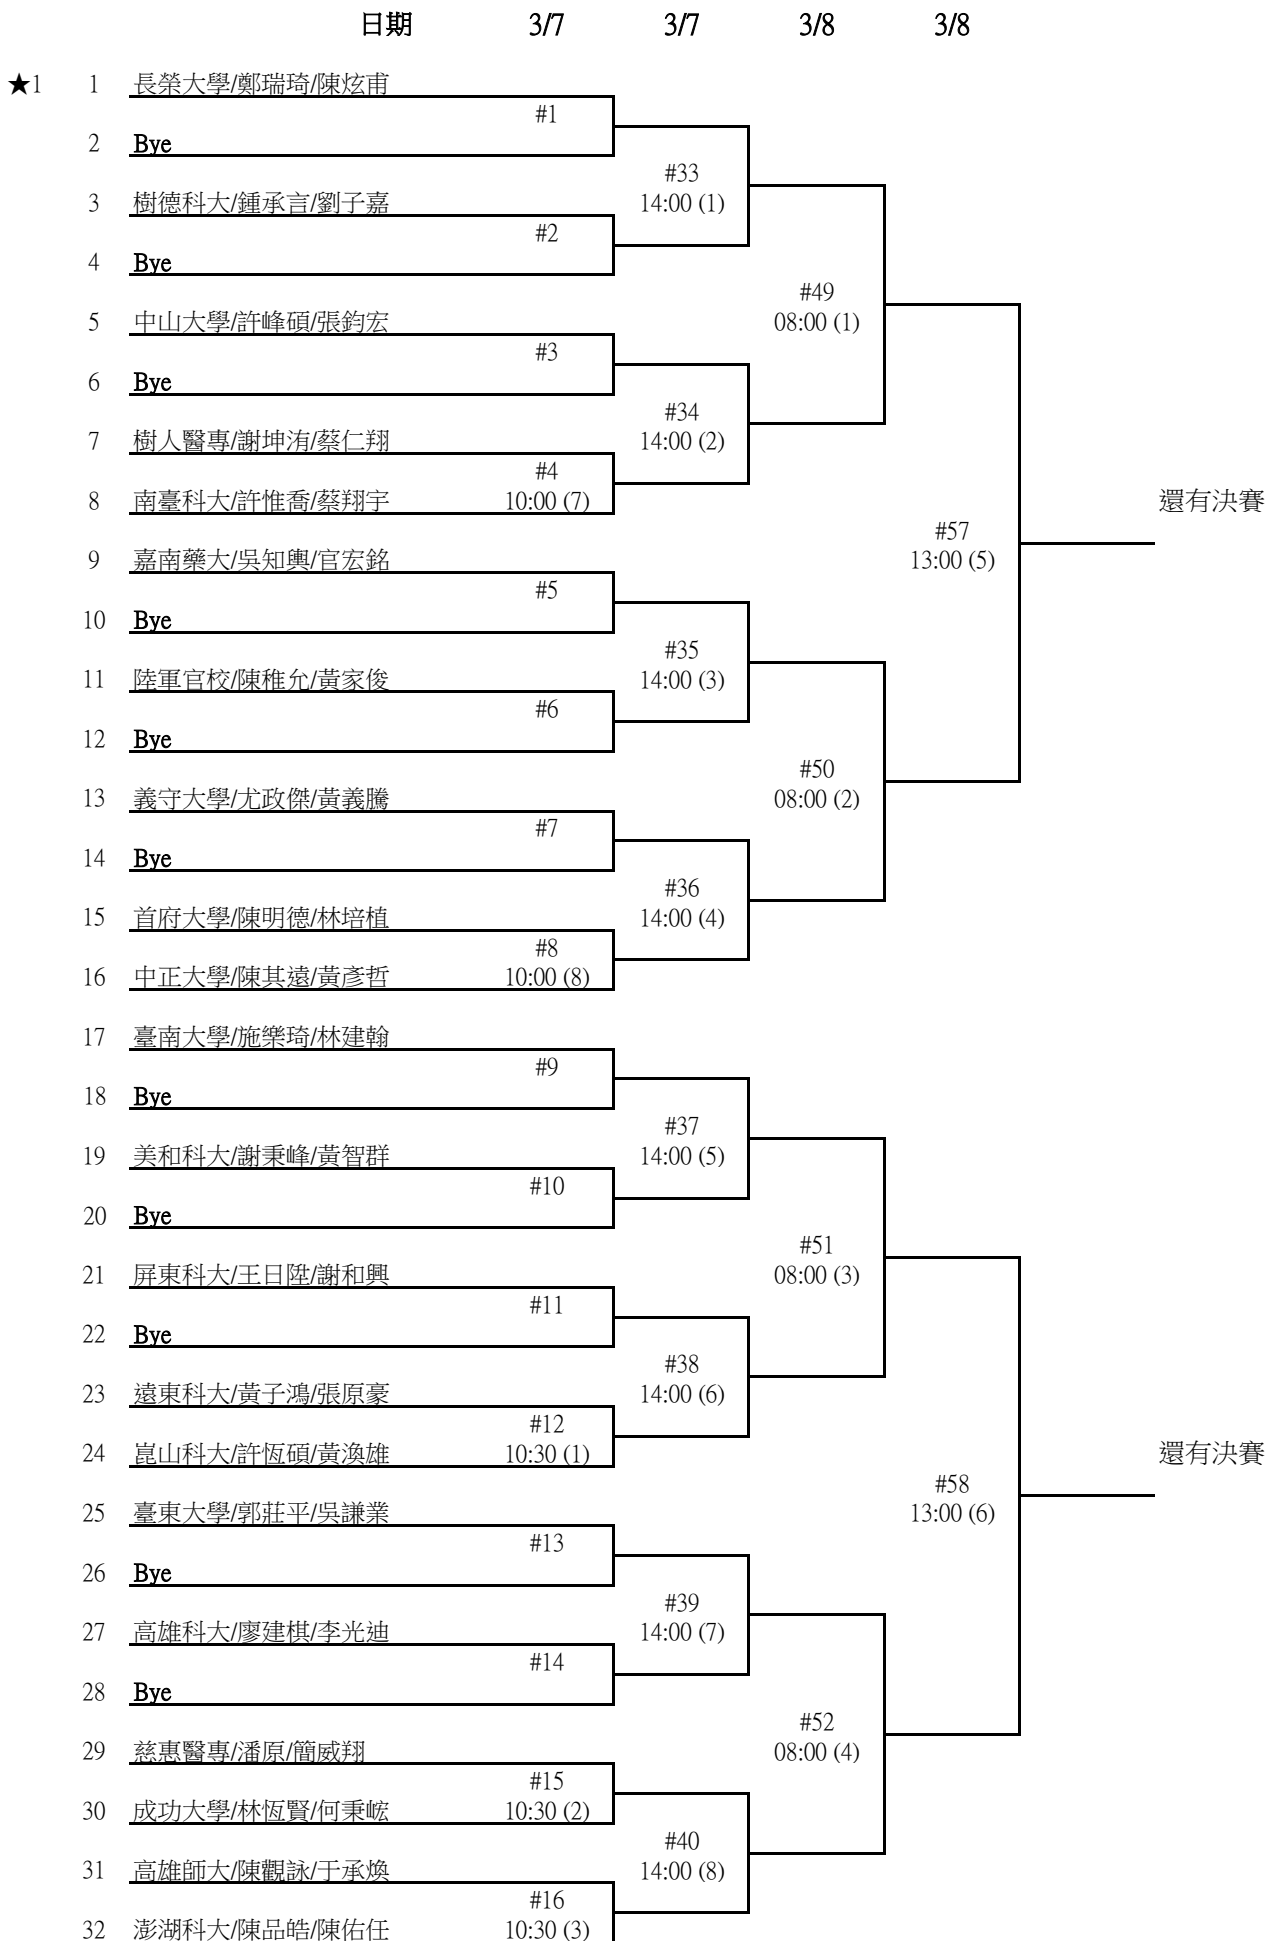 日期 3/7 3/7 3/8 3/8
★1 1 長榮大學/鄭瑞琦/陳炫甫
#1
2 Bye
#33
3 樹德科大/鍾承言/劉子嘉 14:00 (1)
#2
4 Bye
#49
5 中山大學/許峰碩/張鈞宏 08:00 (1)
#3
6 Bye
#34
7 樹人醫專/謝坤洧/蔡仁翔 14:00 (2)
#4
8 南臺科大/許惟喬/蔡翔宇 10:00 (7) 還有決賽
#57
9 嘉南藥大/吳知輿/官宏銘 13:00 (5)
#5
10 Bye
#35
11 陸軍官校/陳稚允/黃家俊 14:00 (3)
#6
12 Bye
#50
13 義守大學/尤政傑/黃義騰 08:00 (2)
#7
14 Bye
#36
15 首府大學/陳明德/林培植 14:00 (4)
#8
16 中正大學/陳其遠/黃彥哲 10:00 (8)
17 臺南大學/施樂琦/林建翰
#9
18 Bye
#37
19 美和科大/謝秉峰/黃智群 14:00 (5)
#10
20 Bye
#51
21 屏東科大/王日陞/謝和興 08:00 (3)
#11
22 Bye
#38
23 遠東科大/黃子鴻/張原豪 14:00 (6)
#12
24 崑山科大/許恆碩/黃渙雄 10:30 (1) 還有決賽
#58
25 臺東大學/郭莊平/吳謙業 13:00 (6)
#13
26 Bye
#39
27 高雄科大/廖建棋/李光迪 14:00 (7)
#14
28 Bye
#52
29 慈惠醫專/潘原/簡威翔 08:00 (4)
#15
30 成功大學/林恆賢/何秉峵 10:30 (2)
#40
31 高雄師大/陳觀詠/于承煥 14:00 (8)
#16
32 澎湖科大/陳品皓/陳佑任 10:30 (3)